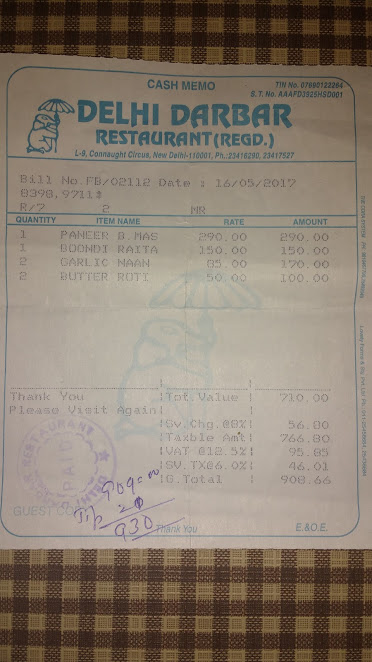 CASH MEMO
TIN No. 07690122264
S. T. No. AAAFD3925HSD001
DELHI DARBAR
RESTAURANT (REGD.)
L-9, Connaught Circus, New Delhi-110001, Ph.:23416290, 23417527
Bill No.FB/02112 Date : 16/05/2017
8398,9711$
R/7 2 MR
QUANTITY ITEM NAME RATE AMOUNT
1 PANEER B.MAS 290.00 290.00
1 BOONDI RAITA 150.00 150.00
2 GARLIC NAAN 85.00 170.00
2 BUTTER ROTI 50.00 100.00
Thank You Tot.Value 710.00
Please Visit Again
Sv.Chg.@8% 56.80
Taxble Amt 766.80
VAT @12.5% 95.85
SV.TX@6.0% 46.01
G.Total 908.66
RESTAURANT
PAID
DELHI
909=00
GUEST
Tip 20
930
Thank You
E.&O.E.